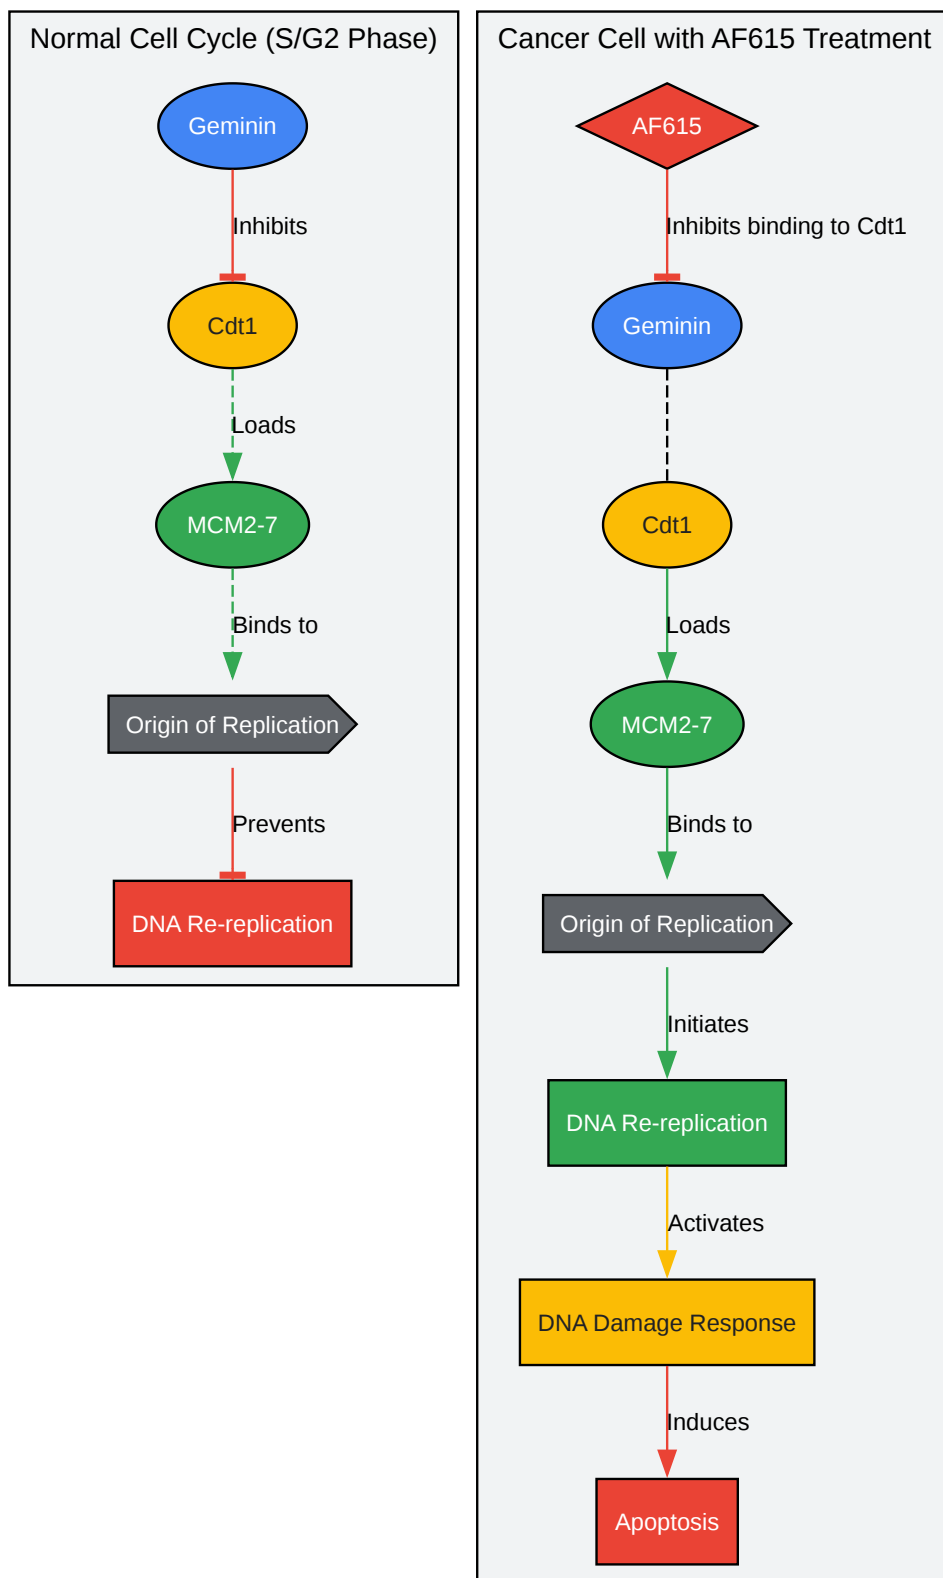 Normal Cell Cycle (S/G2 Phase)
Geminin
Inhibits
Cdt1
Loads
MCM2-7
Binds to
Origin of Replication
Prevents
DNA Re-replication
Cancer Cell with AF615 Treatment
AF615
Inhibits binding to Cdt1
Geminin
Cdt1
Loads
MCM2-7
Binds to
Origin of Replication
Initiates
DNA Re-replication
Activates
DNA Damage Response
Induces
Apoptosis